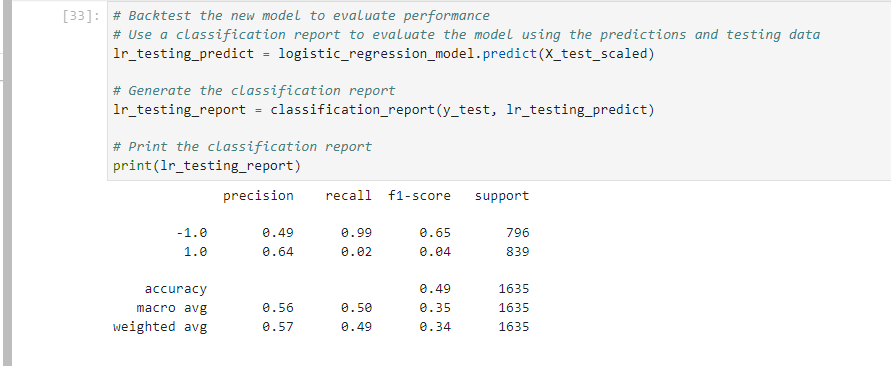 [33]: # Backtest the new model to evaluate performance
# Use a classification report to evaluate the model using the predictions and testing data
lr_testing_predict = logistic_regression_model.predict(X_test_scaled)
# Generate the classification report
lr_testing_report = classification_report(y_test, lr_testing_predict)
# Print the classification report
print(lr_testing_report)
precision recall f1-score support
-1.0 0.49 0.99 0.65 796
1.0 0.64 0.02 0.04 839
accuracy 0.49 1635
macro avg 0.56 0.50 0.35 1635
weighted avg 0.57 0.49 0.34 1635